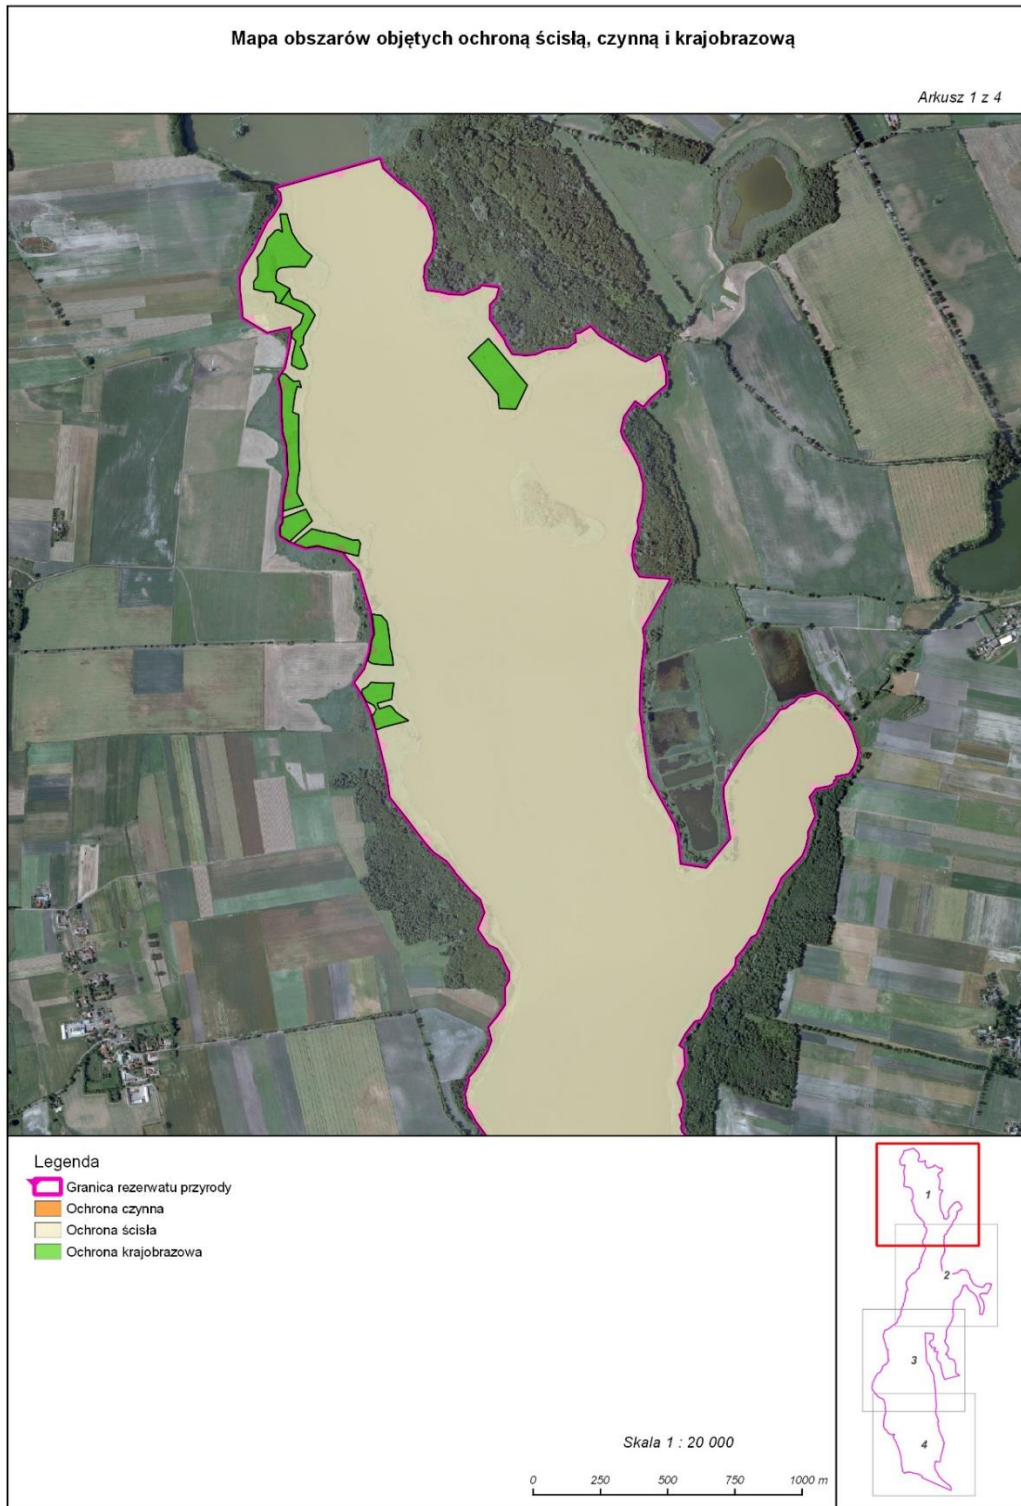 Mapa obszarów objętych ochroną ścisłą, czynną i krajobrazową
Arkusz 1 z 4
Legenda
Granica rezerwatu przyrody
Ochrona czynna
Ochrona ścisła
Ochrona krajobrazowa
Skala 1 : 20 000
0 250 500 750 1000 m
1
2
3
4